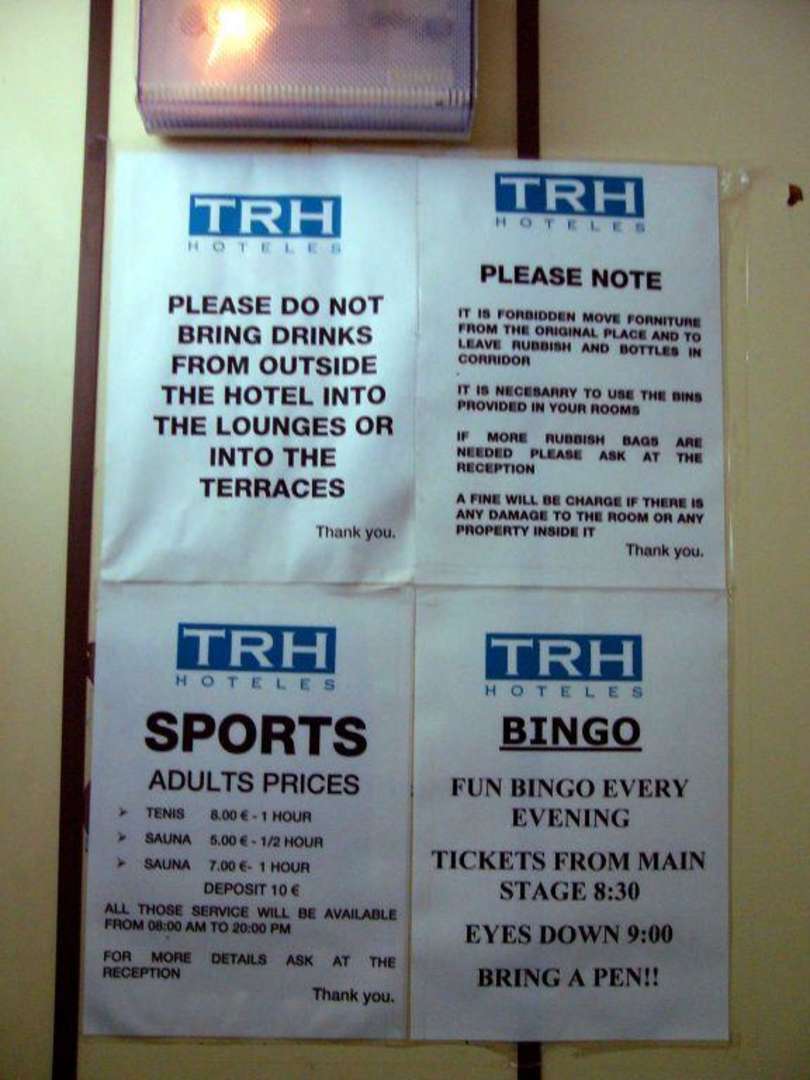 TRH
HOTELES
PLEASE DO NOT
BRING DRINKS
FROM OUTSIDE
THE HOTEL INTO
THE LOUNGES OR
INTO THE
TERRACES
Thank you.
TRH
HOTELES
PLEASE NOTE
IT IS FORBIDDEN MOVE FORNITURE
FROM THE ORIGINAL PLACE AND TO
LEAVE RUBBISH AND BOTTLES IN
CORRIDOR
IT IS NECESARRY TO USE THE BINS
PROVIDED IN YOUR ROOMS
IF MORE RUBBISH BAGS ARE
NEEDED PLEASE ASK AT THE
RECEPTION
A FINE WILL BE CHARGE IF THERE IS
ANY DAMAGE TO THE ROOM OR ANY
PROPERTY INSIDE IT
Thank you.
TRH
HOTELES
SPORTS
ADULTS PRICES
➢ TENIS 8.00 € - 1 HOUR
➢ SAUNA 5.00 € - 1/2 HOUR
➢ SAUNA 7.00 €- 1 HOUR
DEPOSIT 10 €
ALL THOSE SERVICE WILL BE AVAILABLE
FROM 08:00 AM TO 20:00 PM
FOR MORE DETAILS ASK AT THE
RECEPTION
Thank you.
TRH
HOTELES
BINGO
FUN BINGO EVERY
EVENING
TICKETS FROM MAIN
STAGE 8:30
EYES DOWN 9:00
BRING A PEN!!